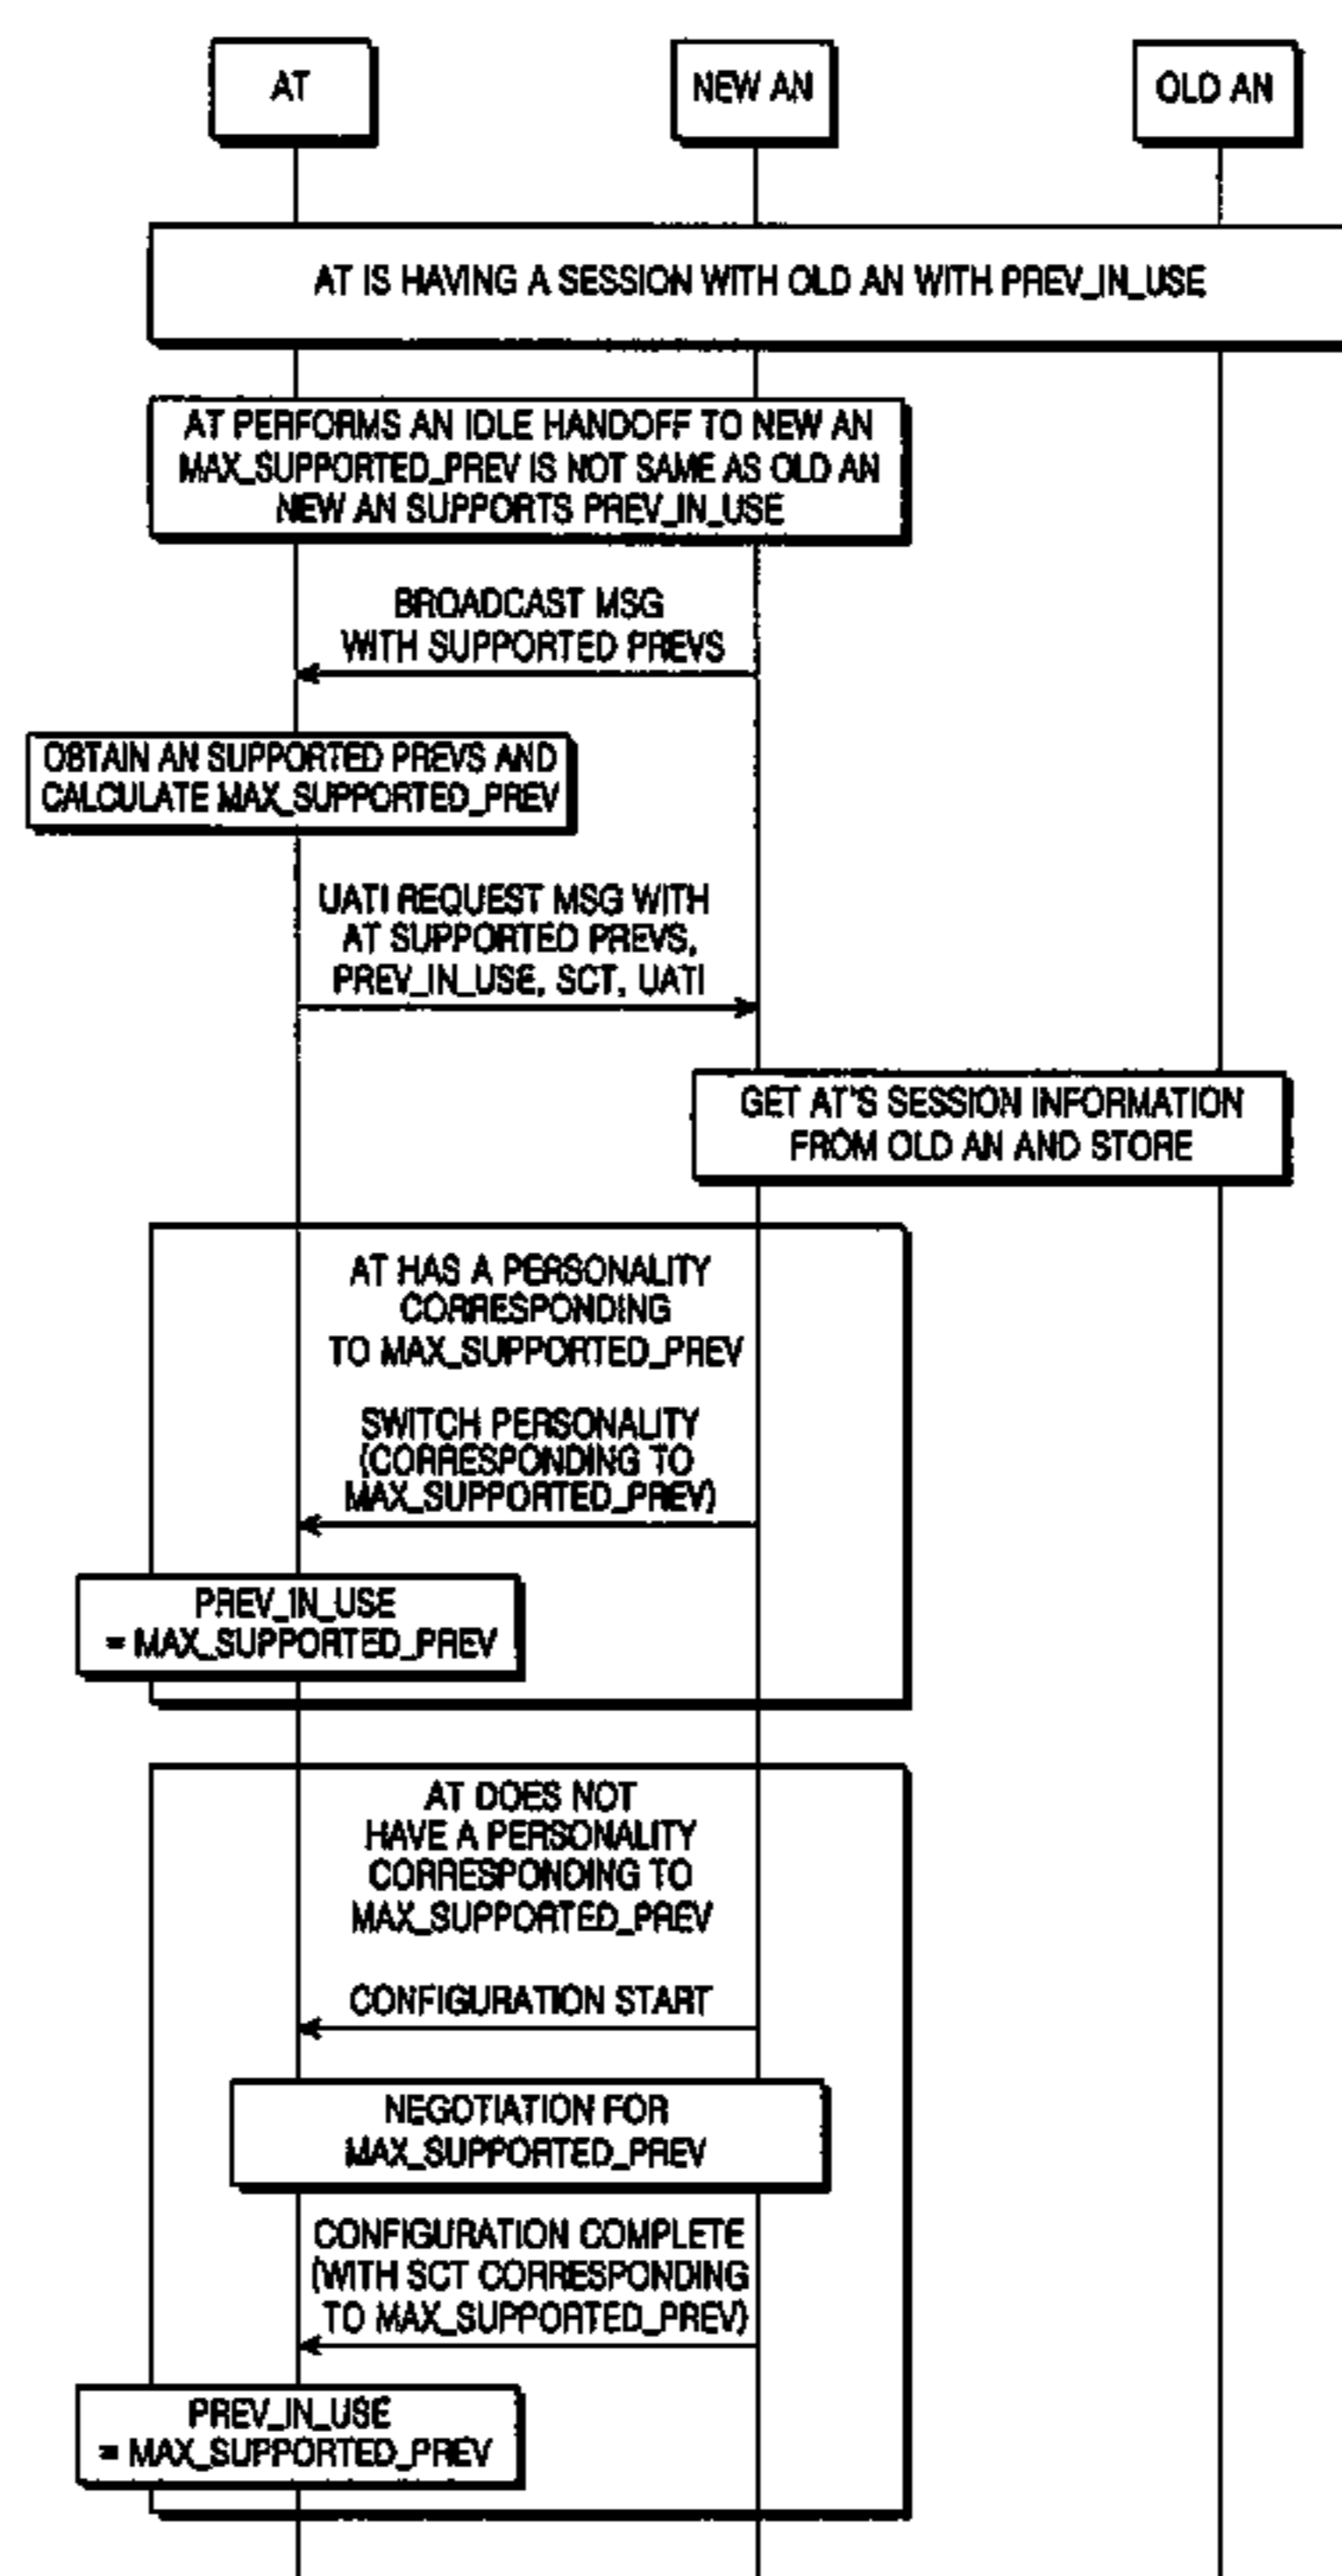 AT
NEW AN
OLD AN
AT IS HAVING A SESSION WITH OLD AN WITH PREV_IN_USE
AT PERFORMS AN IDLE HANDOFF TO NEW AN
MAX_SUPPORTED_PREV IS NOT SAME AS OLD AN
NEW AN SUPPORTS PREV_IN_USE
BROADCAST MSG
WITH SUPPORTED PREVS
OBTAIN AN SUPPORTED PREVS AND
CALCULATE MAX_SUPPORTED_PREV
UATI REQUEST MSG WITH
AT SUPPORTED PREVS,
PREV_IN_USE, SCT, UATI
GET AT'S SESSION INFORMATION
FROM OLD AN AND STORE
AT HAS A PERSONALITY
CORRESPONDING
TO MAX_SUPPORTED_PREV
SWITCH PERSONALITY
(CORRESPONDING TO
MAX_SUPPORTED_PREV)
PREV_IN_USE
= MAX_SUPPORTED_PREV
AT DOES NOT
HAVE A PERSONALITY
CORRESPONDING TO
MAX_SUPPORTED_PREV
CONFIGURATION START
NEGOTIATION FOR
MAX_SUPPORTED_PREV
CONFIGURATION COMPLETE
(WITH SCT CORRESPONDING
TO MAX_SUPPORTED_PREV)
PREV_IN_USE
= MAX_SUPPORTED_PREV